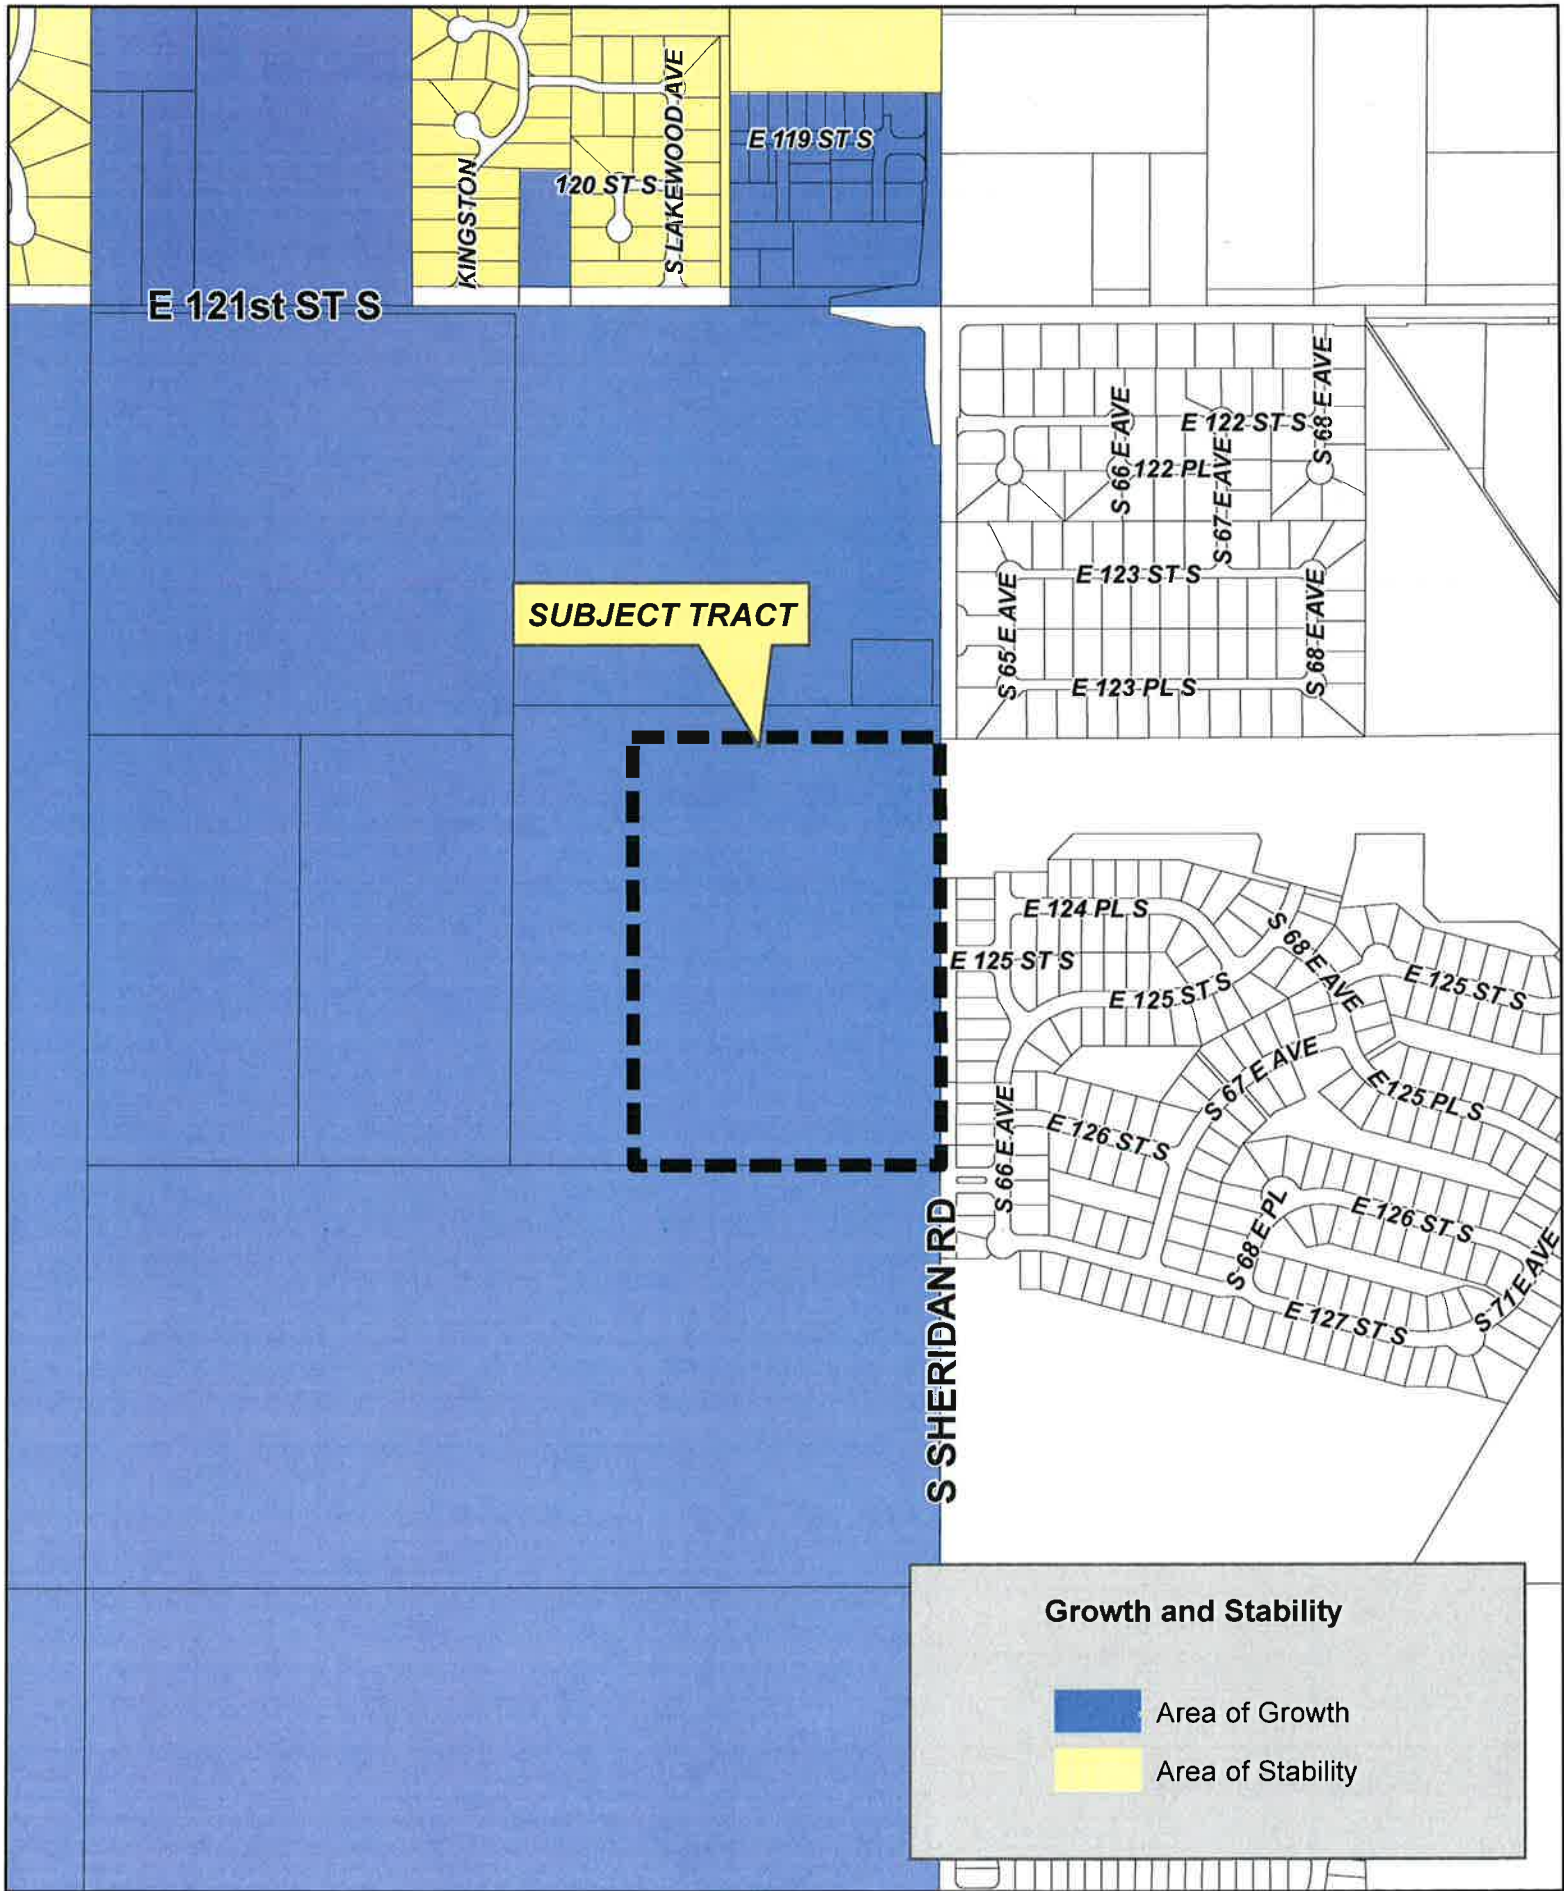 S LAKEWOOD AVE
E 119 ST S
KINGSTON
120 ST S
E 121st ST S
S 68 E AVE
S 66 E AVE
E 122 ST S
122 PL
S 67 E AVE
E 123 ST S
SUBJECT TRACT
S 65 E AVE
S 68 E AVE
E 123 PL S
E 124 PL S
S 68 E AVE
E 125 ST S
E 125 ST S
E 125 ST S
S 67 E AVE
E 125 PL S
S 66 E AVE
E 126 ST S
S 68 E PL
E 126 ST S
S 71 E AVE
S SHERIDAN RD
E 127 ST S
Growth and Stability
Area of Growth
Area of Stability